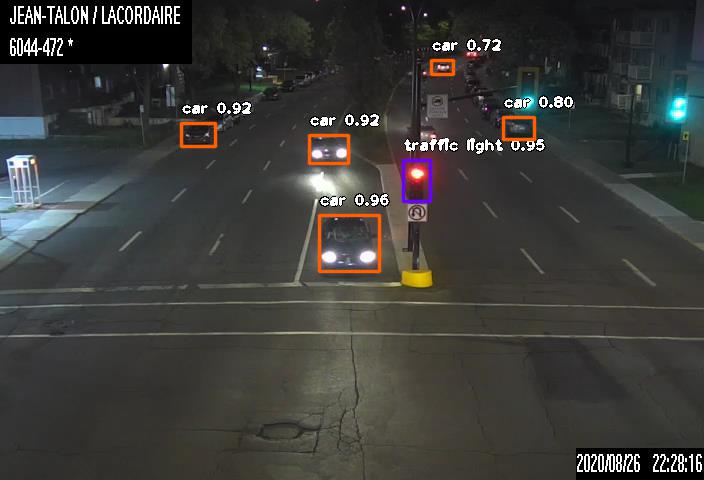 JEAN-TALON / LACORDAIRE
6044-472 *
car 0.72
car 0.92
car 0.92
car 0.80
traffic light 0.95
car 0.96
2020/08/26 22:28:16